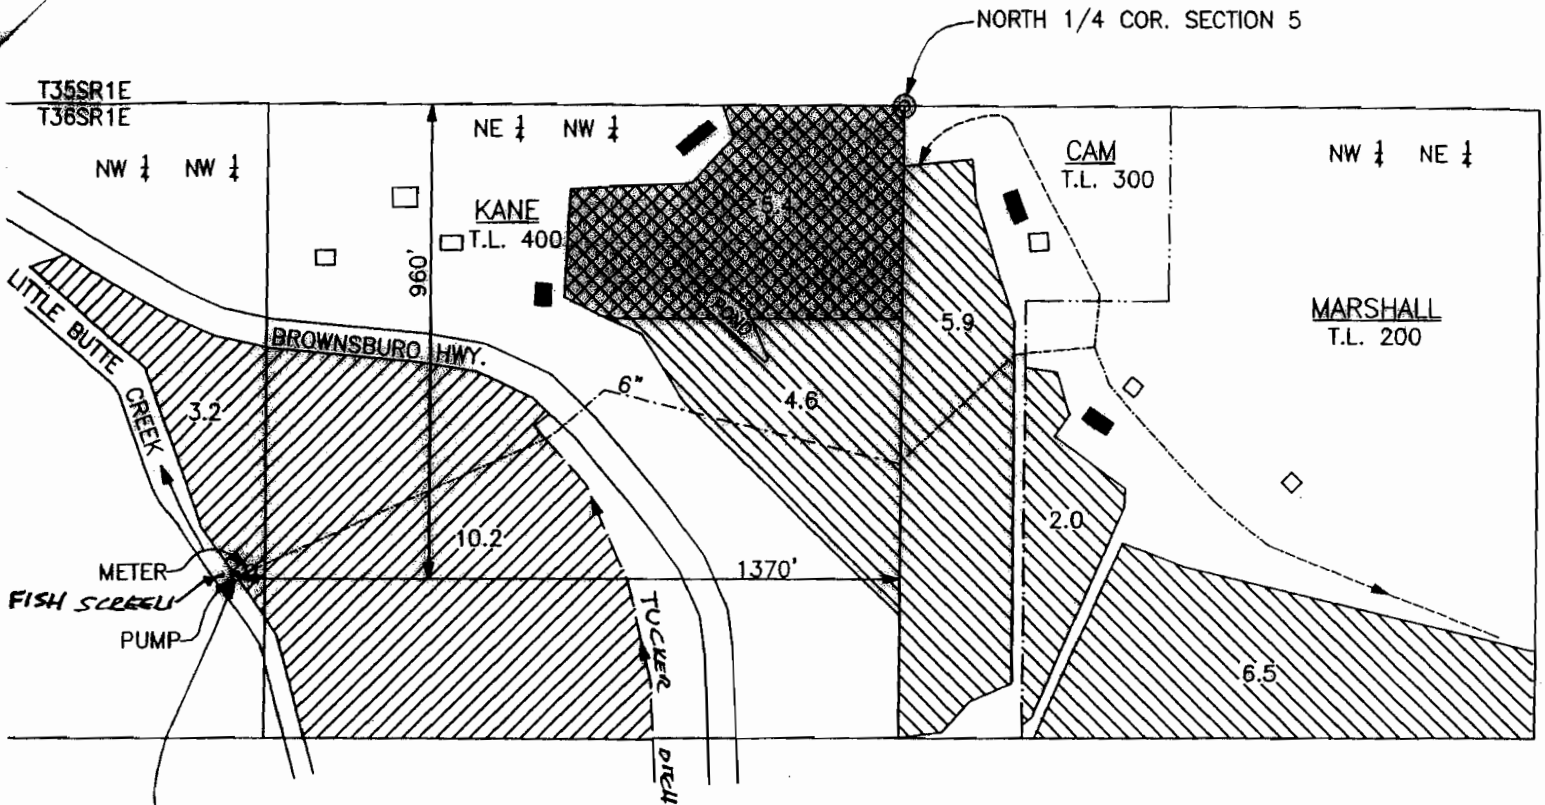 NORTH 1/4 COR. SECTION 5
T35SR1E
T36SR1E
NW 1/4 NW 1/4
NE 1/4 NW 1/4
KANE
T.L. 400
CAM
T.L. 300
NW 1/4 NE 1/4
MARSHALL
T.L. 200
960'
POND
5.9
LITTLE BUTTE CREEK
BROWNSBURO HWY.
6"
4.6
3.2
10.2
2.0
1370'
METER
FISH SCREEN
PUMP
TUCKER DITCH
6.5